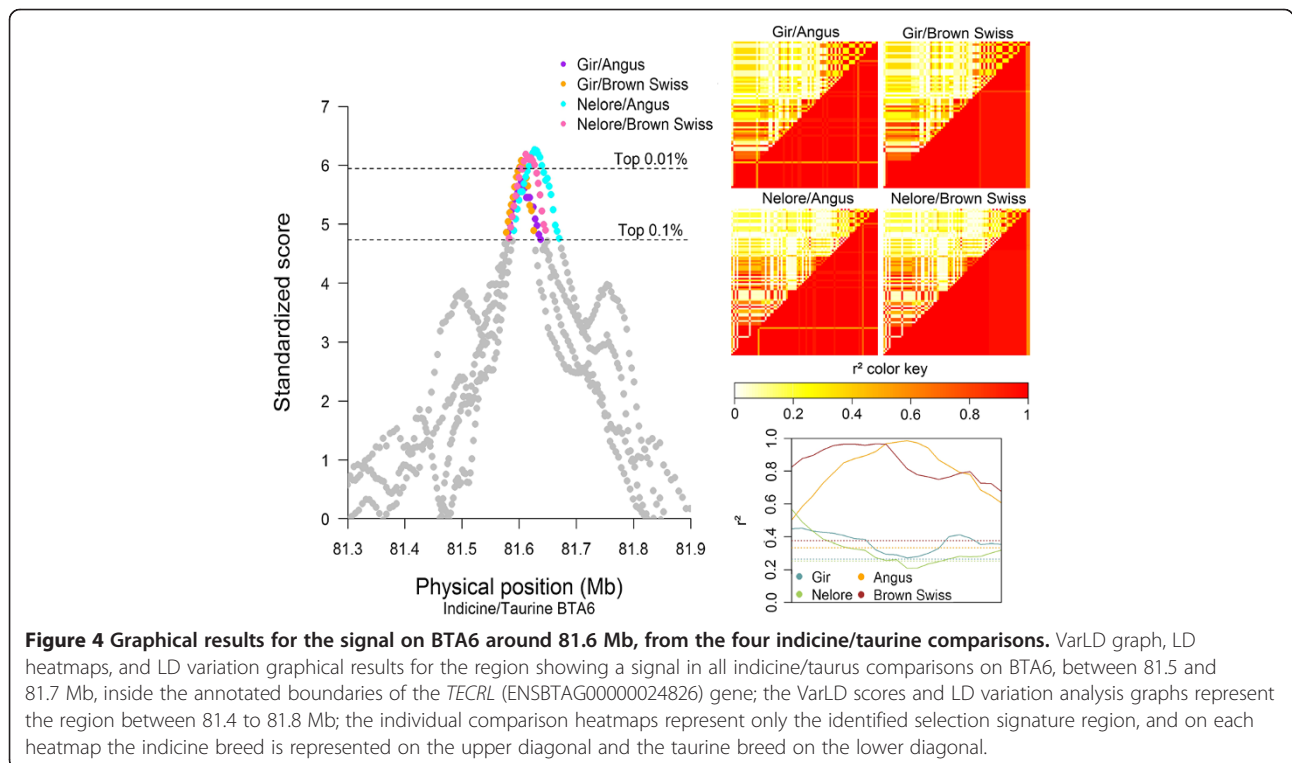 Gir/Angus
Gir/Brown Swiss
Nelore/Angus
Nelore/Brown Swiss
7
6
5
4
3
2
1
0
Standardized score
Top 0.01%
Top 0.1%
81.3 81.4 81.5 81.6 81.7 81.8 81.9
Physical position (Mb)
Indicine/Taurine BTA6
Gir/Angus Gir/Brown Swiss
Nelore/Angus Nelore/Brown Swiss
r² color key
0 0.2 0.4 0.6 0.8 1
r²
1.0
0.8
0.6
0.4
0.2
0.0
Gir Angus
Nelore Brown Swiss
Figure 4 Graphical results for the signal on BTA6 around 81.6 Mb, from the four indicine/taurine comparisons. VarLD graph, LD
heatmaps, and LD variation graphical results for the region showing a signal in all indicine/taurus comparisons on BTA6, between 81.5 and
81.7 Mb, inside the annotated boundaries of the TECRL (ENSBTAG00000024826) gene; the VarLD scores and LD variation analysis graphs represent
the region between 81.4 to 81.8 Mb; the individual comparison heatmaps represent only the identified selection signature region, and on each
heatmap the indicine breed is represented on the upper diagonal and the taurine breed on the lower diagonal.